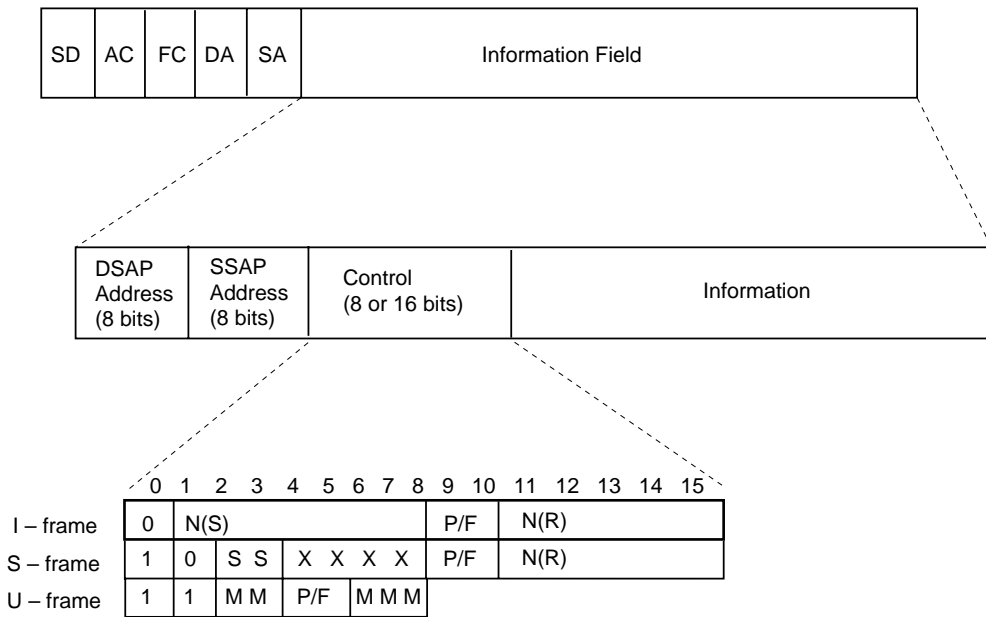 SD AC FC DA SA Information Field
DSAP Address (8 bits)
SSAP Address (8 bits)
Control (8 or 16 bits)
Information
0 1 2 3 4 5 6 7 8 9 10 11 12 13 14 15
I – frame 0 N(S) P/F N(R)
S – frame 1 0 S S X X X X P/F N(R)
U – frame 1 1 M M P/F M M M